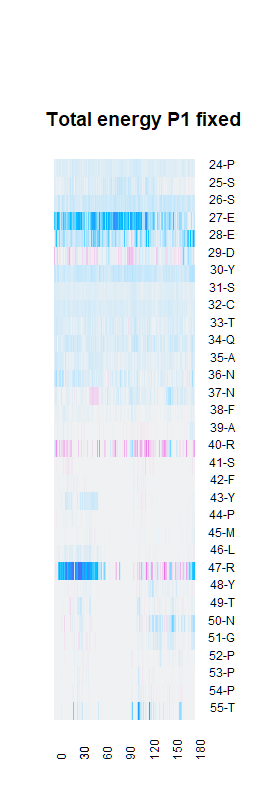 Total energy P1 fixed
24-P
25-S
26-S
27-E
28-E
29-D
30-Y
31-S
32-C
33-T
34-Q
35-A
36-N
37-N
38-F
39-A
40-R
41-S
42-F
43-Y
44-P
45-M
46-L
47-R
48-Y
49-T
50-N
51-G
52-P
53-P
54-P
55-T
0 30 60 90 120 150 180